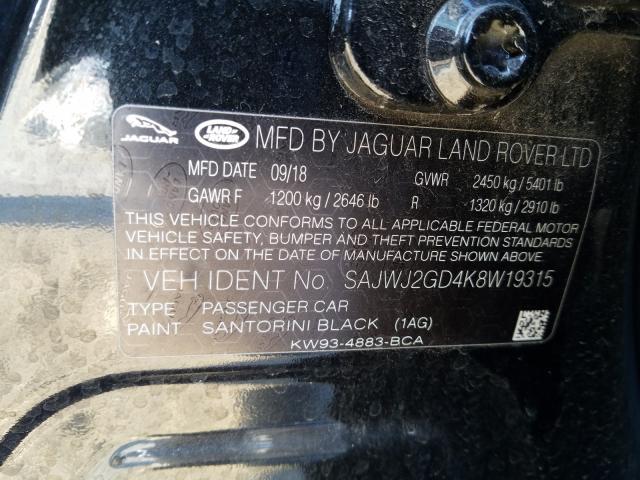 JAGUAR LAND ROVER MFD BY JAGUAR LAND ROVER LTD
MFD DATE 09/18 GVWR 2450 kg / 5401 lb
GAWR F 1200 kg / 2646 lb R 1320 kg / 2910 lb
THIS VEHICLE CONFORMS TO ALL APPLICABLE FEDERAL MOTOR
VEHICLE SAFETY, BUMPER AND THEFT PREVENTION STANDARDS
IN EFFECT ON THE DATE OF MANUFACTURE SHOWN ABOVE.
VEH IDENT No. SAJWJ2GD4K8W19315
TYPE PASSENGER CAR
PAINT SANTORINI BLACK (1AG)
KW93-4883-BCA